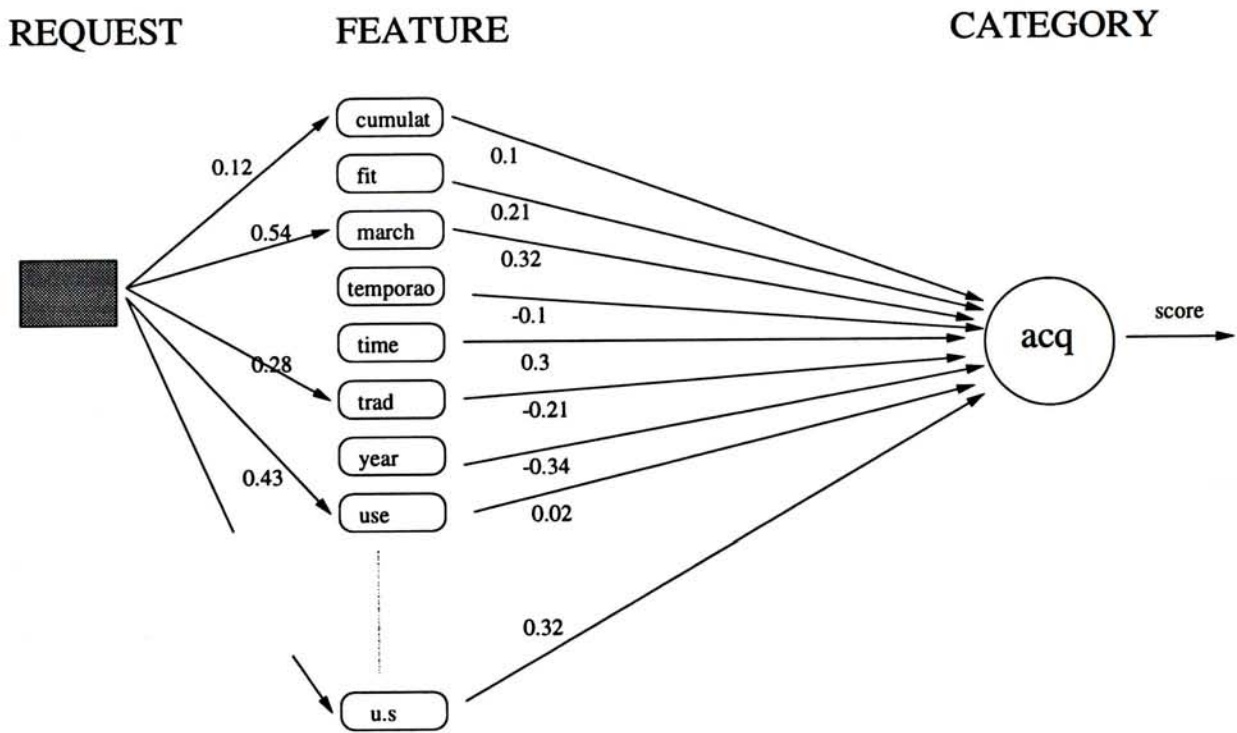 REQUEST FEATURE CATEGORY
cumulat
0.12
0.1
fit
0.21
0.54
march
0.32
temporao
-0.1
score
acq
time
0.3
0.28
trad
-0.21
year
-0.34
0.43
use
0.02
0.32
u.s